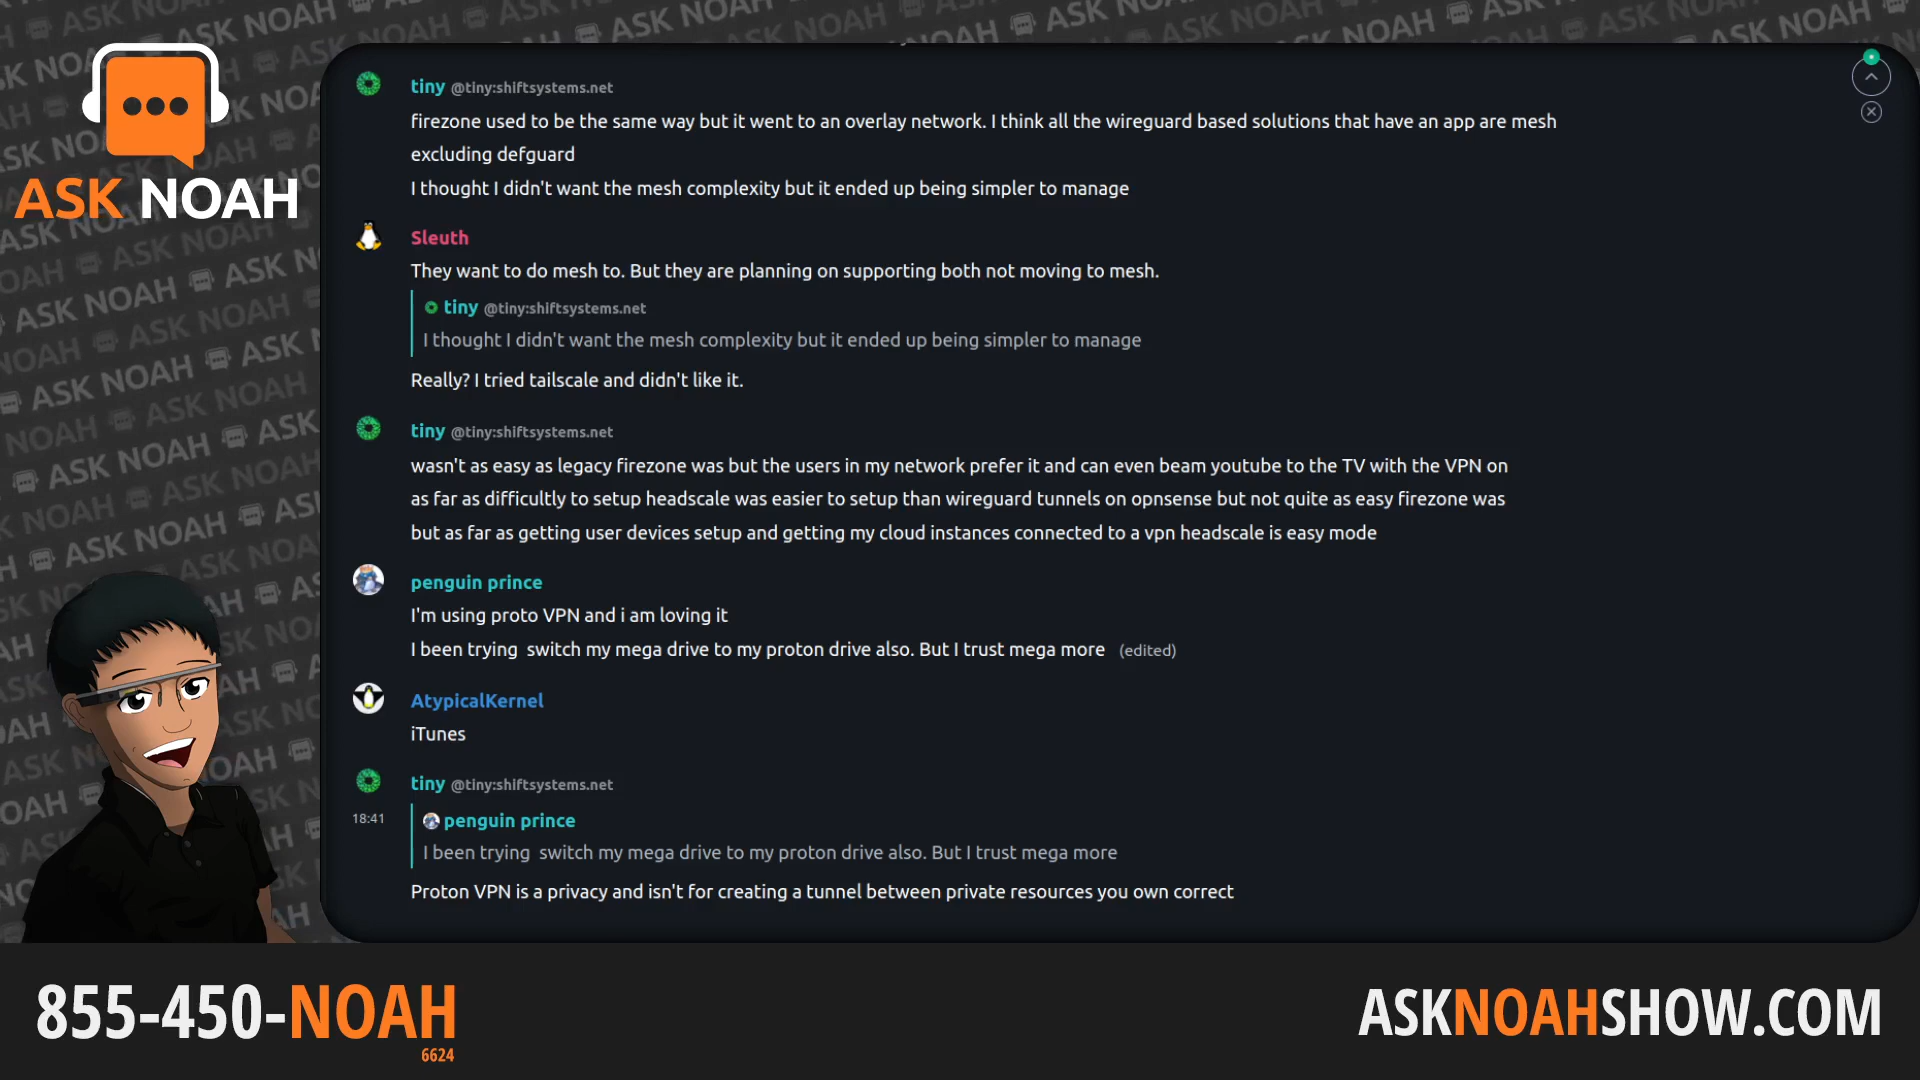 ASK NOAH
tiny @tiny:shiftsystems.net
firezone used to be the same way but it went to an overlay network. I think all the wireguard based solutions that have an app are mesh
excluding defguard
I thought I didn't want the mesh complexity but it ended up being simpler to manage
Sleuth
They want to do mesh to. But they are planning on supporting both not moving to mesh.
tiny @tiny:shiftsystems.net
I thought I didn't want the mesh complexity but it ended up being simpler to manage
Really? I tried tailscale and didn't like it.
tiny @tiny:shiftsystems.net
wasn't as easy as legacy firezone was but the users in my network prefer it and can even beam youtube to the TV with the VPN on
as far as difficultly to setup headscale was easier to setup than wireguard tunnels on opnsense but not quite as easy firezone was
but as far as getting user devices setup and getting my cloud instances connected to a vpn headscale is easy mode
penguin prince
I'm using proto VPN and i am loving it
I been trying  switch my mega drive to my proton drive also. But I trust mega more (edited)
AtypicalKernel
iTunes
tiny @tiny:shiftsystems.net
18:41
penguin prince
I been trying  switch my mega drive to my proton drive also. But I trust mega more
Proton VPN is a privacy and isn't for creating a tunnel between private resources you own correct
855-450-NOAH
6624
ASKNOAHSHOW.COM